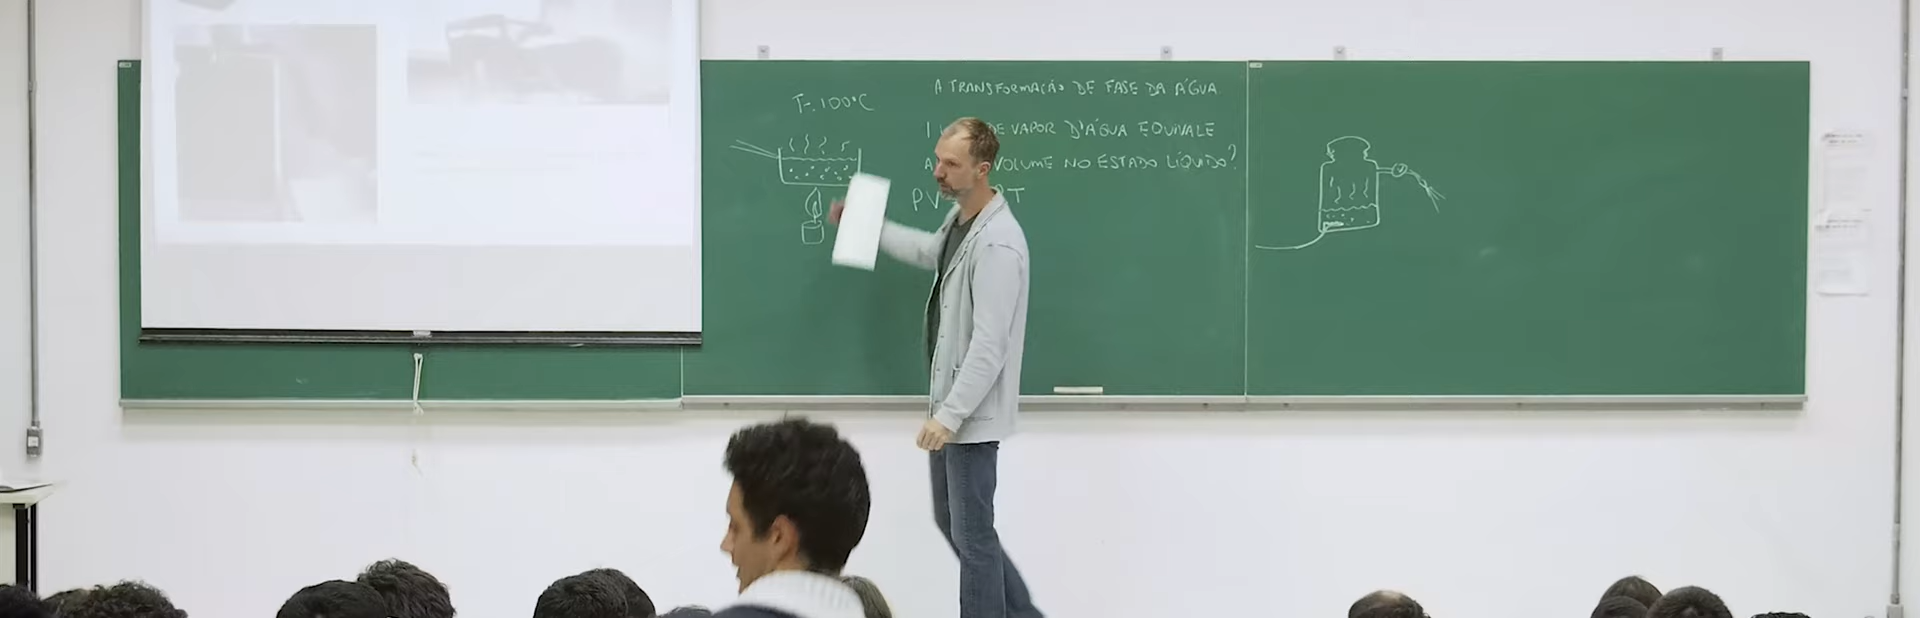 T=100°C
A TRANSFORMAÇÃO DE FASE DA ÁGUA
1 DE VAPOR D'ÁGUA EQUIVALE
A VOLUME NO ESTADO LÍQUIDO?
PV T